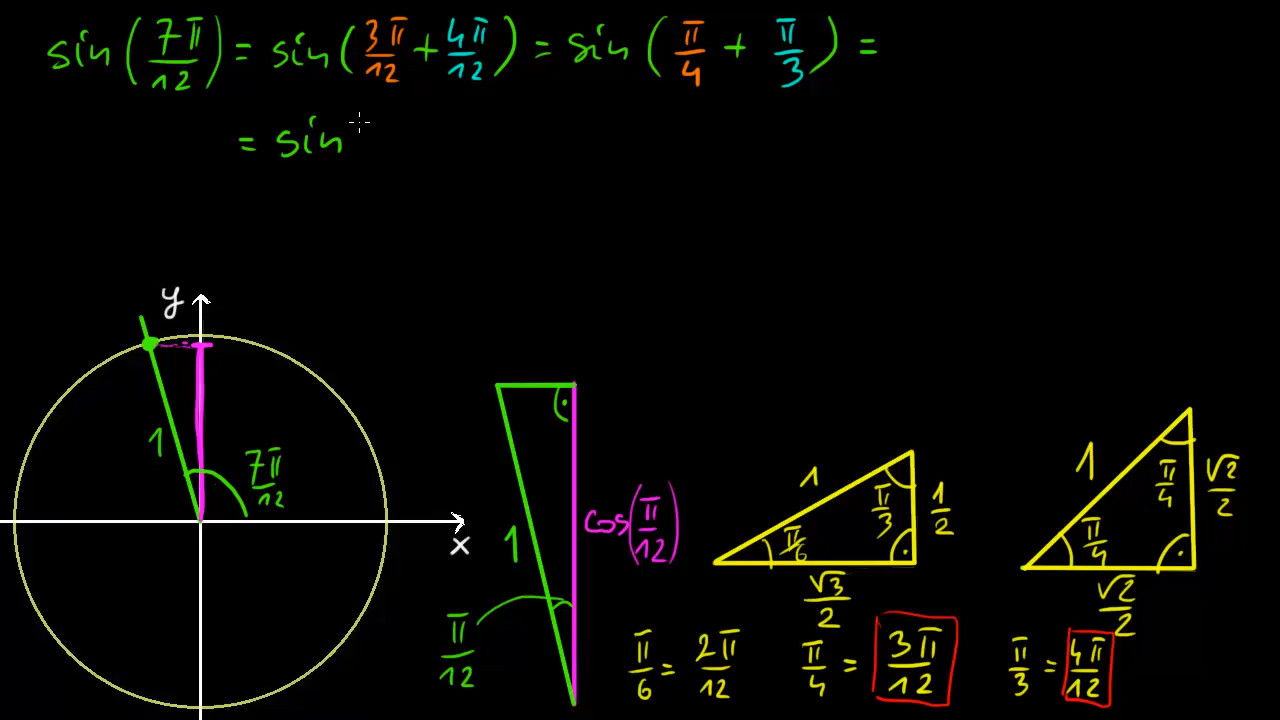 sin(7π/12) = sin(3π/12 + 4π/12) = sin(π/4 + π/3) =
= sin
y
1
7π/12
x
1
cos(π/12)
π/12
1
π/3
1/2
π/6
√3/2
1
π/4
√2/2
π/4
√2/2
π/6 = 2π/12
π/4 = 3π/12
π/3 = 4π/12